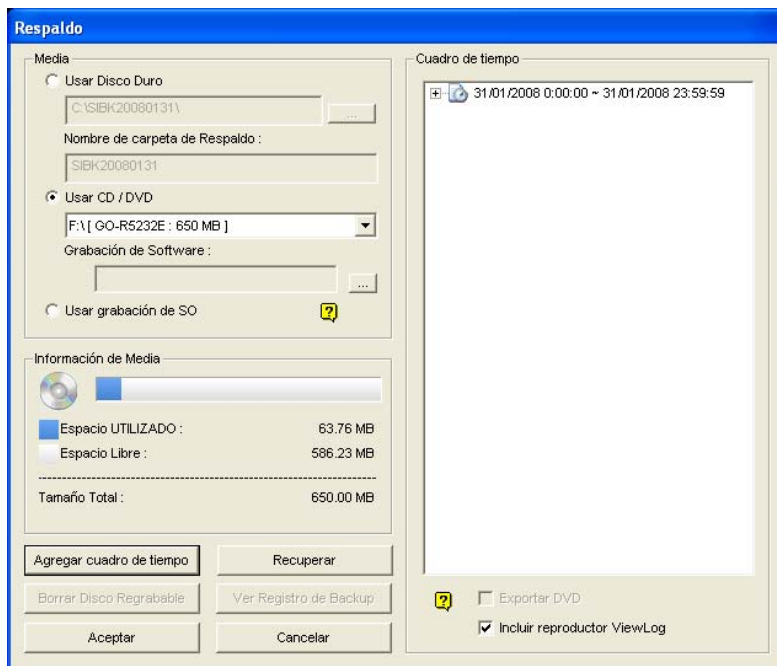 Respaldo
Media
Usar Disco Duro
C:\SIBK20080131\
...
Nombre de carpeta de Respaldo :
SIBK20080131
Usar CD / DVD
F:\ [ GO-R5232E : 650 MB ]
Grabación de Software :
...
Usar grabación de SO
?
Información de Media
Espacio UTILIZADO : 63.76 MB
Espacio Libre : 586.23 MB
Tamaño Total : 650.00 MB
Agregar cuadro de tiempo
Recuperar
Borrar Disco Regrabable
Ver Registro de Backup
Aceptar
Cancelar
Cuadro de tiempo
31/01/2008 0:00:00 ~ 31/01/2008 23:59:59
?
Exportar DVD
Incluir reproductor ViewLog